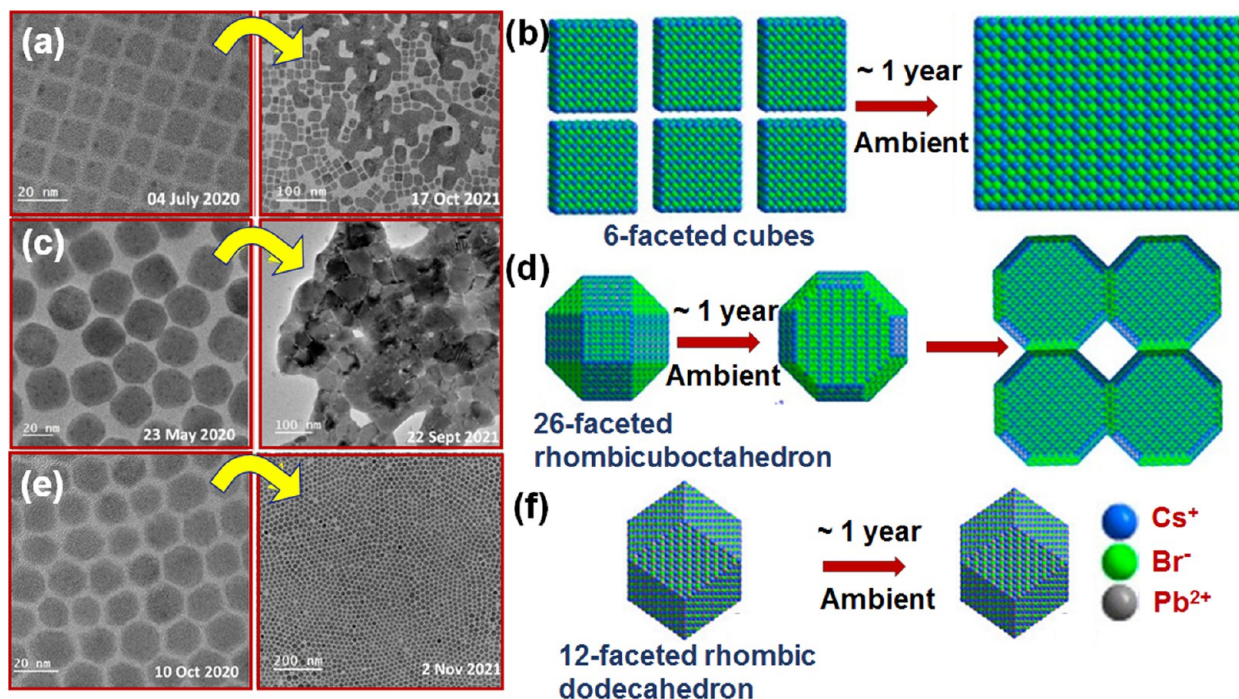 (a)
20 nm
04 July 2020
100 nm
17 Oct 2021
(b)
~ 1 year
Ambient
6-faceted cubes
(c)
20 nm
23 May 2020
100 nm
22 Sept 2021
(d)
~ 1 year
Ambient
26-faceted
rhombicuboctahedron
(e)
20 nm
10 Oct 2020
200 nm
2 Nov 2021
(f)
~ 1 year
Ambient
12-faceted rhombic
dodecahedron
Cs⁺
Br⁻
Pb²⁺